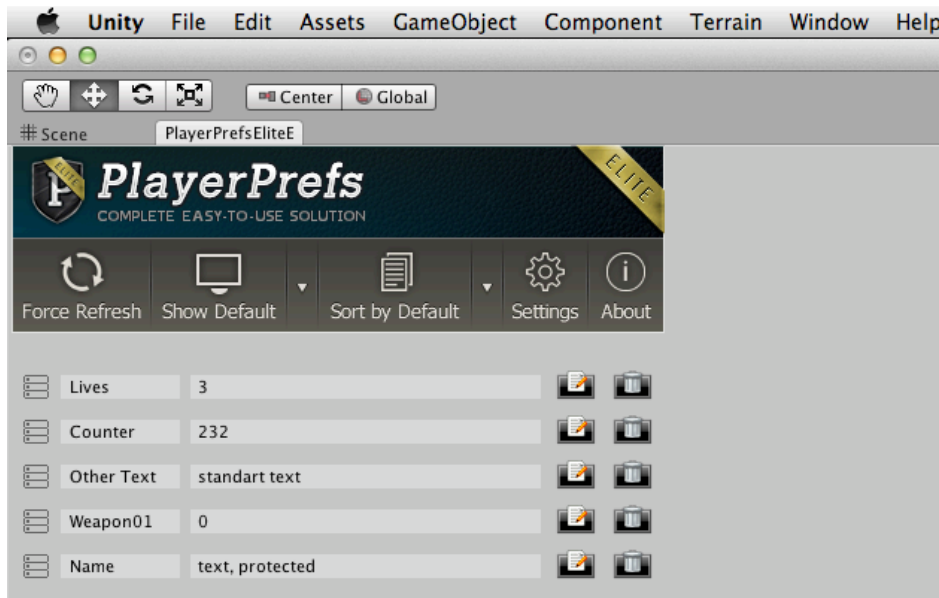 Unity File Edit Assets GameObject Component Terrain Window Help
Center Global
Scene PlayerPrefsEliteE
PlayerPrefs ELITE
ELITE
COMPLETE EASY-TO-USE SOLUTION
Force Refresh Show Default Sort by Default Settings About
Lives 3
Counter 232
Other Text standart text
Weapon01 0
Name text, protected